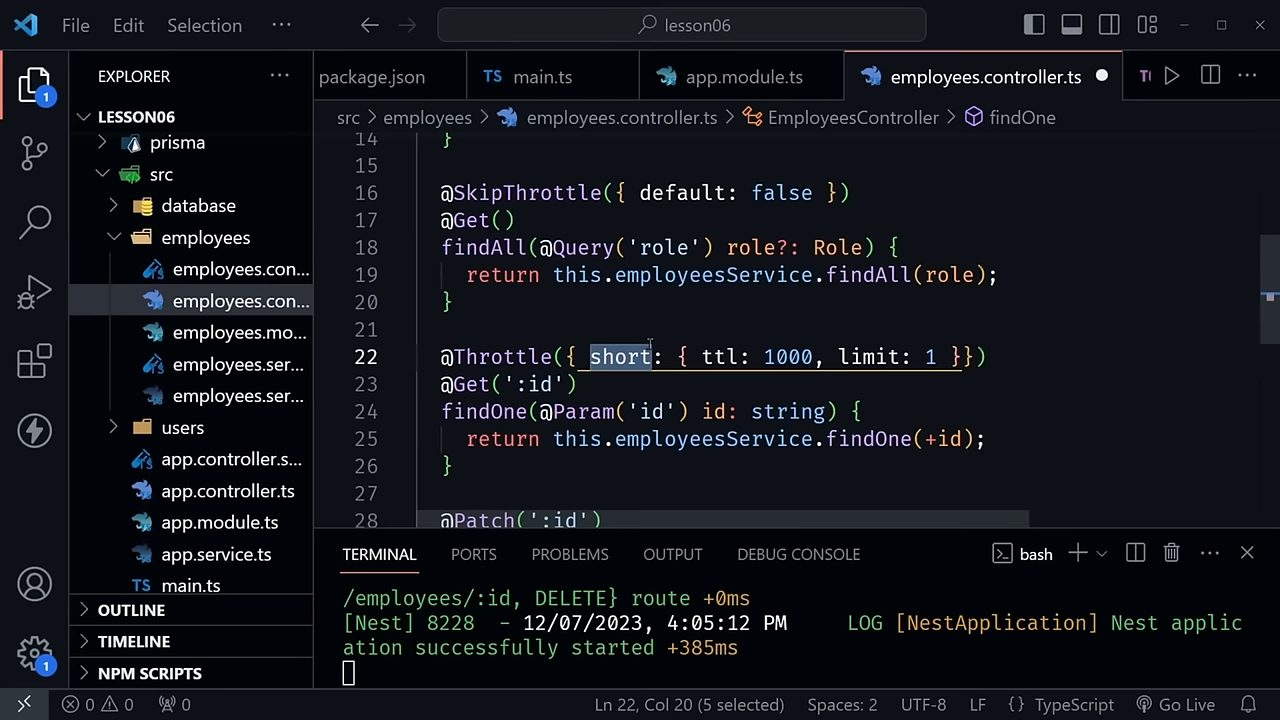 File Edit Selection ··· lesson06
EXPLORER ···
package.json TS main.ts app.module.ts employees.controller.ts ···
1
LESSON06
src > employees > employees.controller.ts > EmployeesController > findOne
prisma
src
database
employees
employees.con...
employees.con...
employees.mo...
employees.ser...
employees.ser...
users
app.controller.s...
app.controller.ts
app.module.ts
app.service.ts
TS main.ts
OUTLINE
TIMELINE
NPM SCRIPTS
1
14 }
15
16 @SkipThrottle({ default: false })
17 @Get()
18 findAll(@Query('role') role?: Role) {
19 return this.employeesService.findAll(role);
20 }
21
22 @Throttle({ short: { ttl: 1000, limit: 1 }})
23 @Get(':id')
24 findOne(@Param('id') id: string) {
25 return this.employeesService.findOne(+id);
26 }
27
28 @Patch(':id')
TERMINAL PORTS PROBLEMS OUTPUT DEBUG CONSOLE bash ···
/employees/:id, DELETE} route +0ms
[Nest] 8228 - 12/07/2023, 4:05:12 PM LOG [NestApplication] Nest applic
ation successfully started +385ms
0 0 0 Ln 22, Col 20 (5 selected) Spaces: 2 UTF-8 LF {} TypeScript Go Live